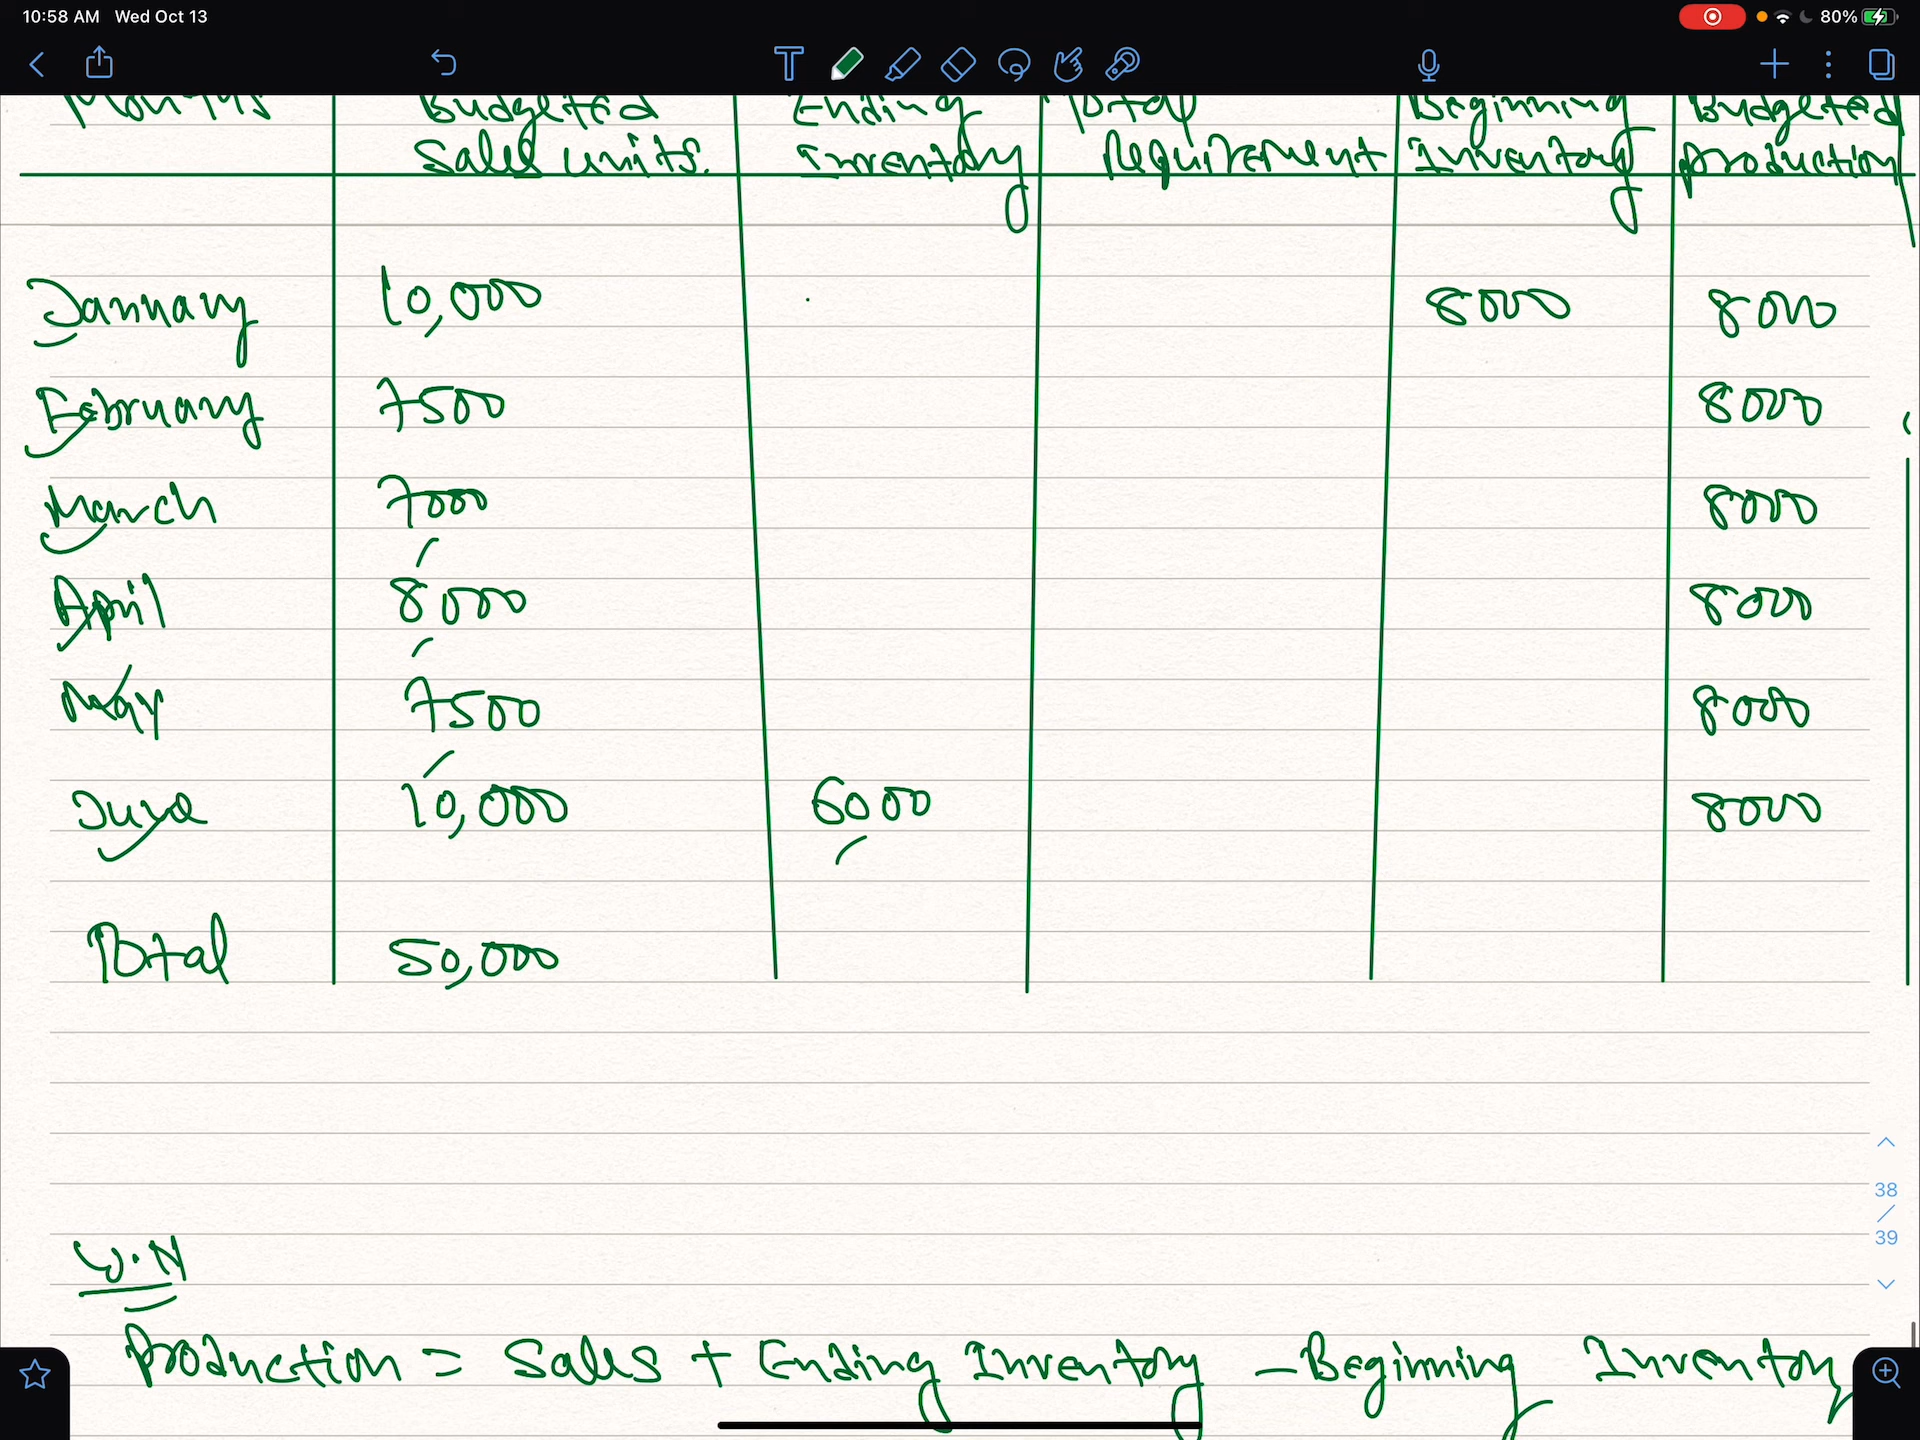 10:58 AM Wed Oct 13 80%
Months Budgeted Sales units. Ending Inventory Total Requirement Beginning Inventory Budgeted production
January 10,000 8000 8000
February 7500 8000
March 7000 8000
April 8000 8000
May 7500 8000
June 10,000 6000 8000
Total 50,000
38
39
W.N
Production = Sales + Ending Inventory - Beginning Inventory